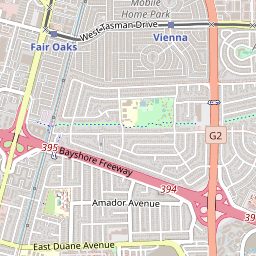 Mobile
Home Park
West Tasman Drive
Vienna
Fair Oaks
G2
395
Bayshore Freeway
394
Amador Avenue
East Duane Avenue